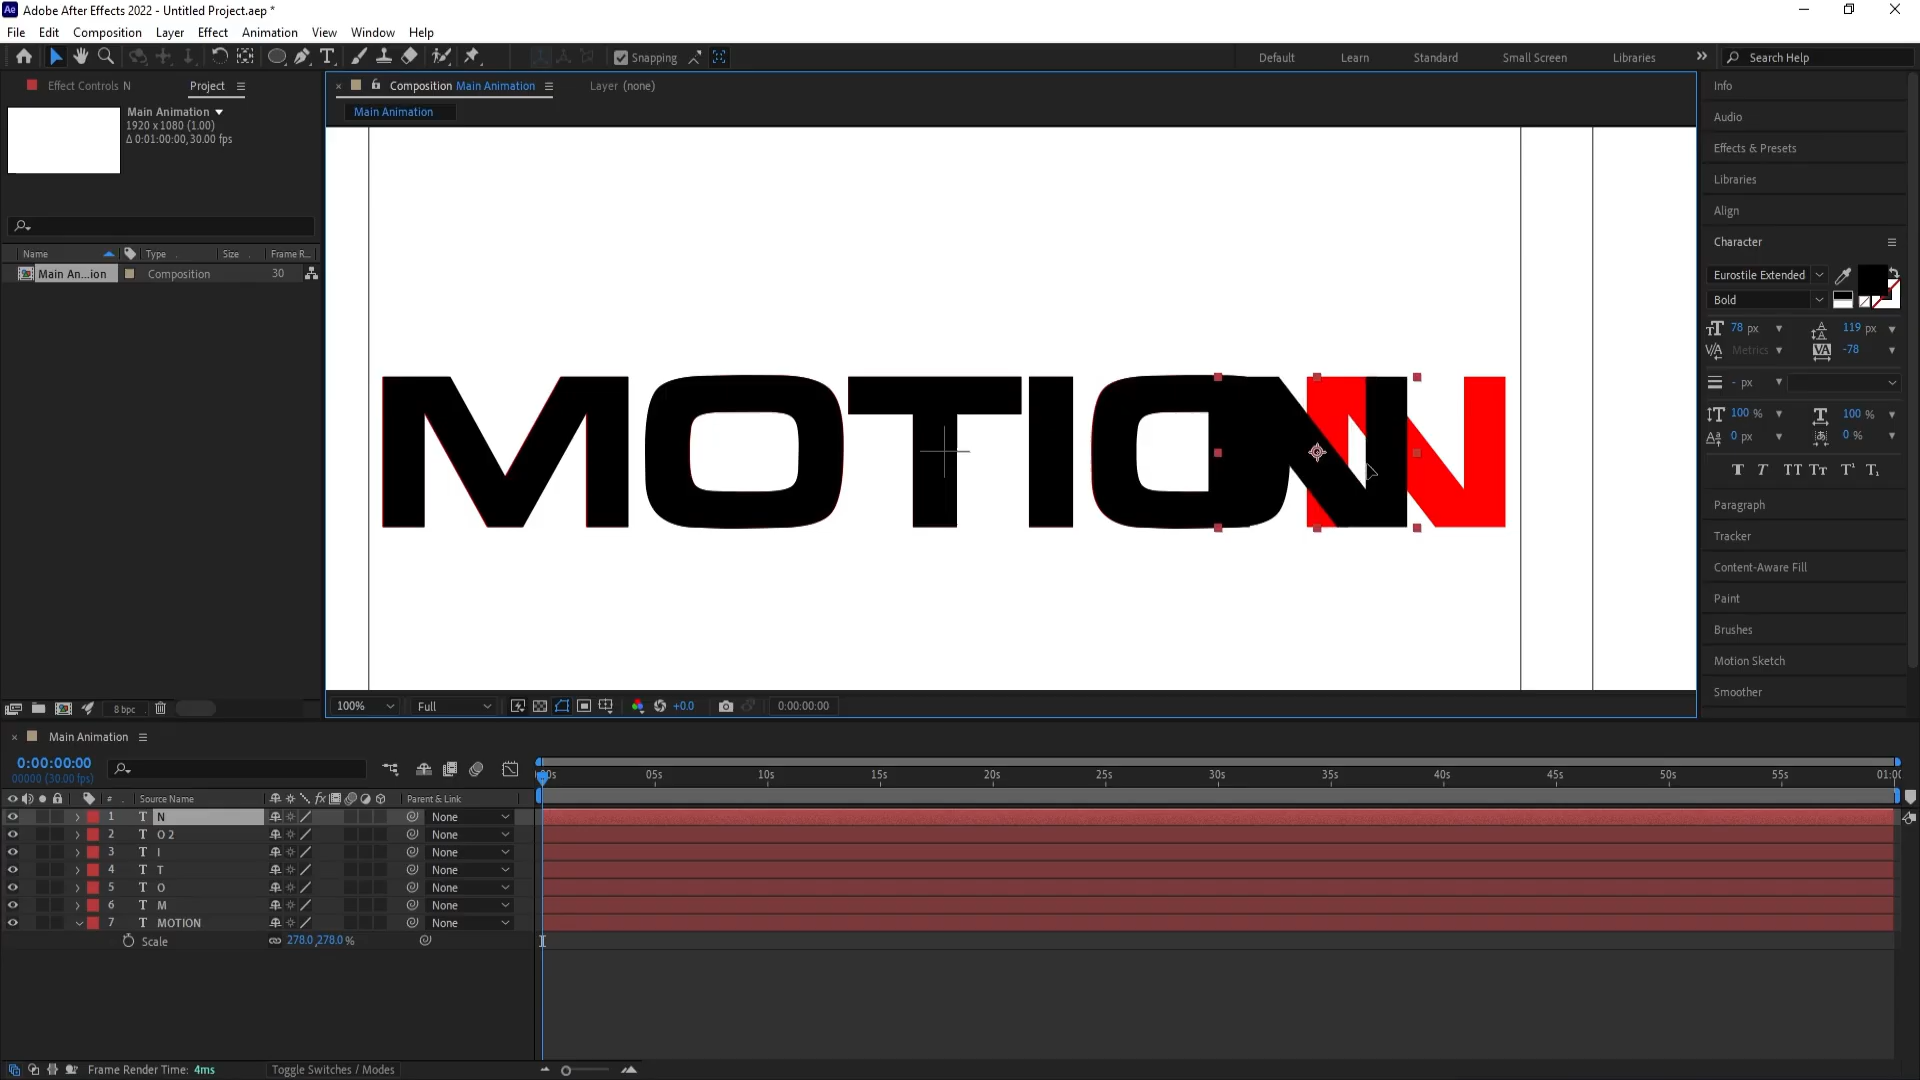 Ae Adobe After Effects 2022 - Untitled Project.aep *
File Edit Composition Layer Effect Animation View Window Help
Snapping Default Learn Standard Small Screen Libraries Search Help
Effect Controls N Project
Composition Main Animation Layer (none)
Main Animation
Main Animation
1920 x 1080 (1.00)
Δ 0:01:00:00, 30.00 fps
Name Type Size Frame R...
Main An...ion Composition 30
8 bpc
MOTION N
100% Full +0.0 0:00:00:00
Info
Audio
Effects & Presets
Libraries
Align
Character
Eurostile Extended
Bold
78 px 119 px
Metrics -78
- px
100 % 100 %
0 px 0 %
T T TT Tt T¹ T₁
Paragraph
Tracker
Content-Aware Fill
Paint
Brushes
Motion Sketch
Smoother
Main Animation
0:00:00:00
00000 (30.00 fps)
05s 10s 15s 20s 25s 30s 35s 40s 45s 50s 55s
# Source Name fx Parent & Link
1 T N None
2 T O 2 None
3 T I None
4 T T None
5 T O None
6 T M None
7 T MOTION None
Scale 278.0,278.0 %
Frame Render Time: 4ms Toggle Switches / Modes